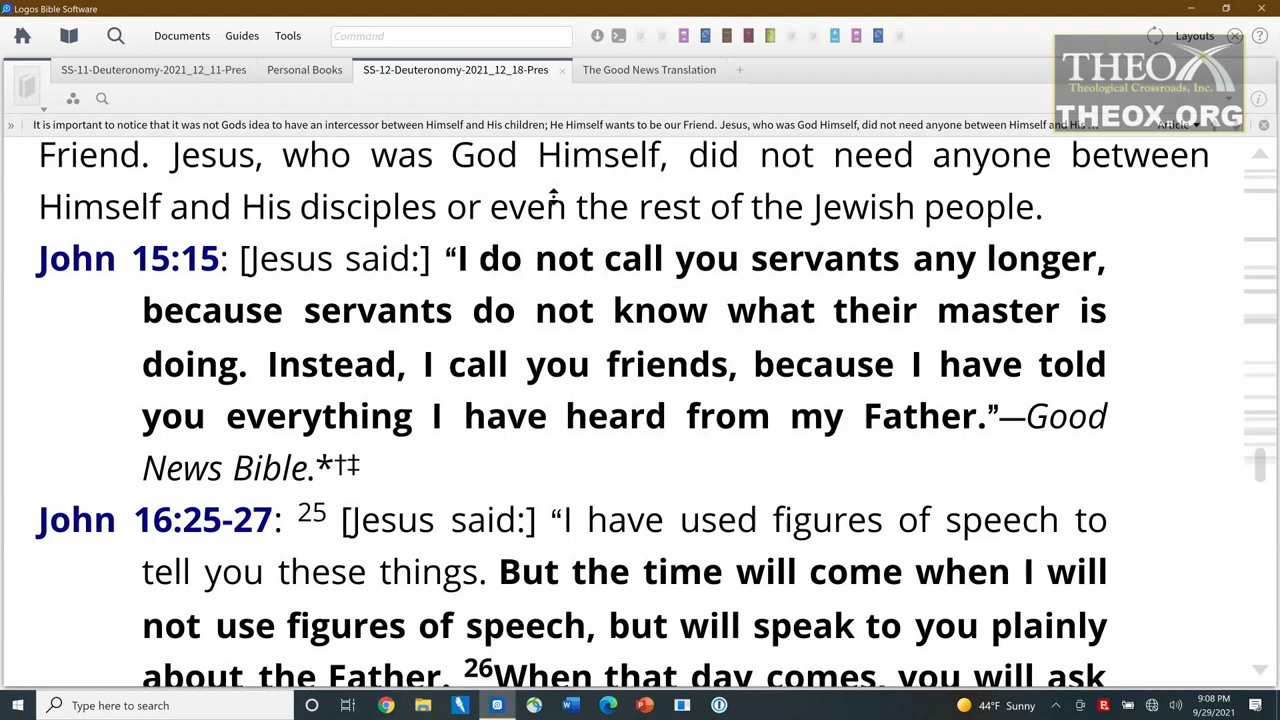 Logos Bible Software
Documents Guides Tools Command Layouts
SS-11-Deuteronomy-2021_12_11-Pres Personal Books SS-12-Deuteronomy-2021_12_18-Pres The Good News Translation
THEOX
Theological Crossroads, Inc.
THEOX.ORG
It is important to notice that it was not Gods idea to have an intercessor between Himself and His children; He Himself wants to be our Friend. Jesus, who was God Himself, did not need anyone between Himself and His ... Article
Friend. Jesus, who was God Himself, did not need anyone between
Himself and His disciples or even the rest of the Jewish people.
John 15:15: [Jesus said:] “I do not call you servants any longer,
because servants do not know what their master is
doing. Instead, I call you friends, because I have told
you everything I have heard from my Father.”—Good
News Bible.*†‡
John 16:25-27: 25 [Jesus said:] “I have used figures of speech to
tell you these things. But the time will come when I will
not use figures of speech, but will speak to you plainly
about the Father. 26When that day comes, you will ask
Type here to search
44°F Sunny
9:08 PM
9/29/2021